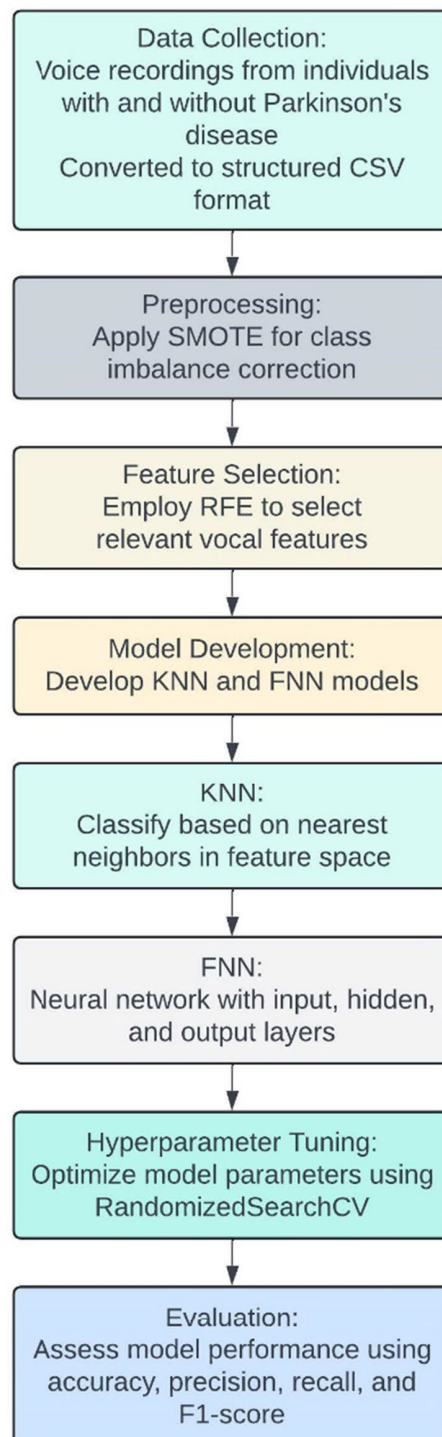 Data Collection:
Voice recordings from individuals
with and without Parkinson's
disease
Converted to structured CSV
format
Preprocessing:
Apply SMOTE for class
imbalance correction
Feature Selection:
Employ RFE to select
relevant vocal features
Model Development:
Develop KNN and FNN models
KNN:
Classify based on nearest
neighbors in feature space
FNN:
Neural network with input, hidden,
and output layers
Hyperparameter Tuning:
Optimize model parameters using
RandomizedSearchCV
Evaluation:
Assess model performance using
accuracy, precision, recall, and
F1-score